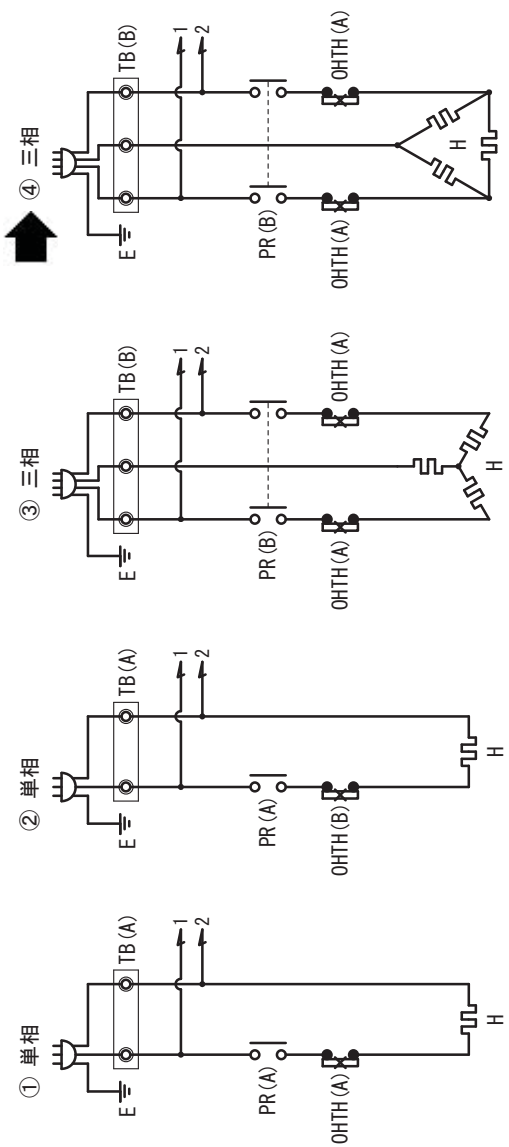 ① 単相
TB(A)
E
1
2
PR(A)
OHTH(A)
H
② 単相
TB(A)
E
1
2
PR(A)
OHTH(B)
H
③ 三相
TB(B)
E
1
2
PR(B)
OHTH(A)
OHTH(A)
H
④ 三相
TB(B)
E
1
2
PR(B)
OHTH(A)
OHTH(A)
H